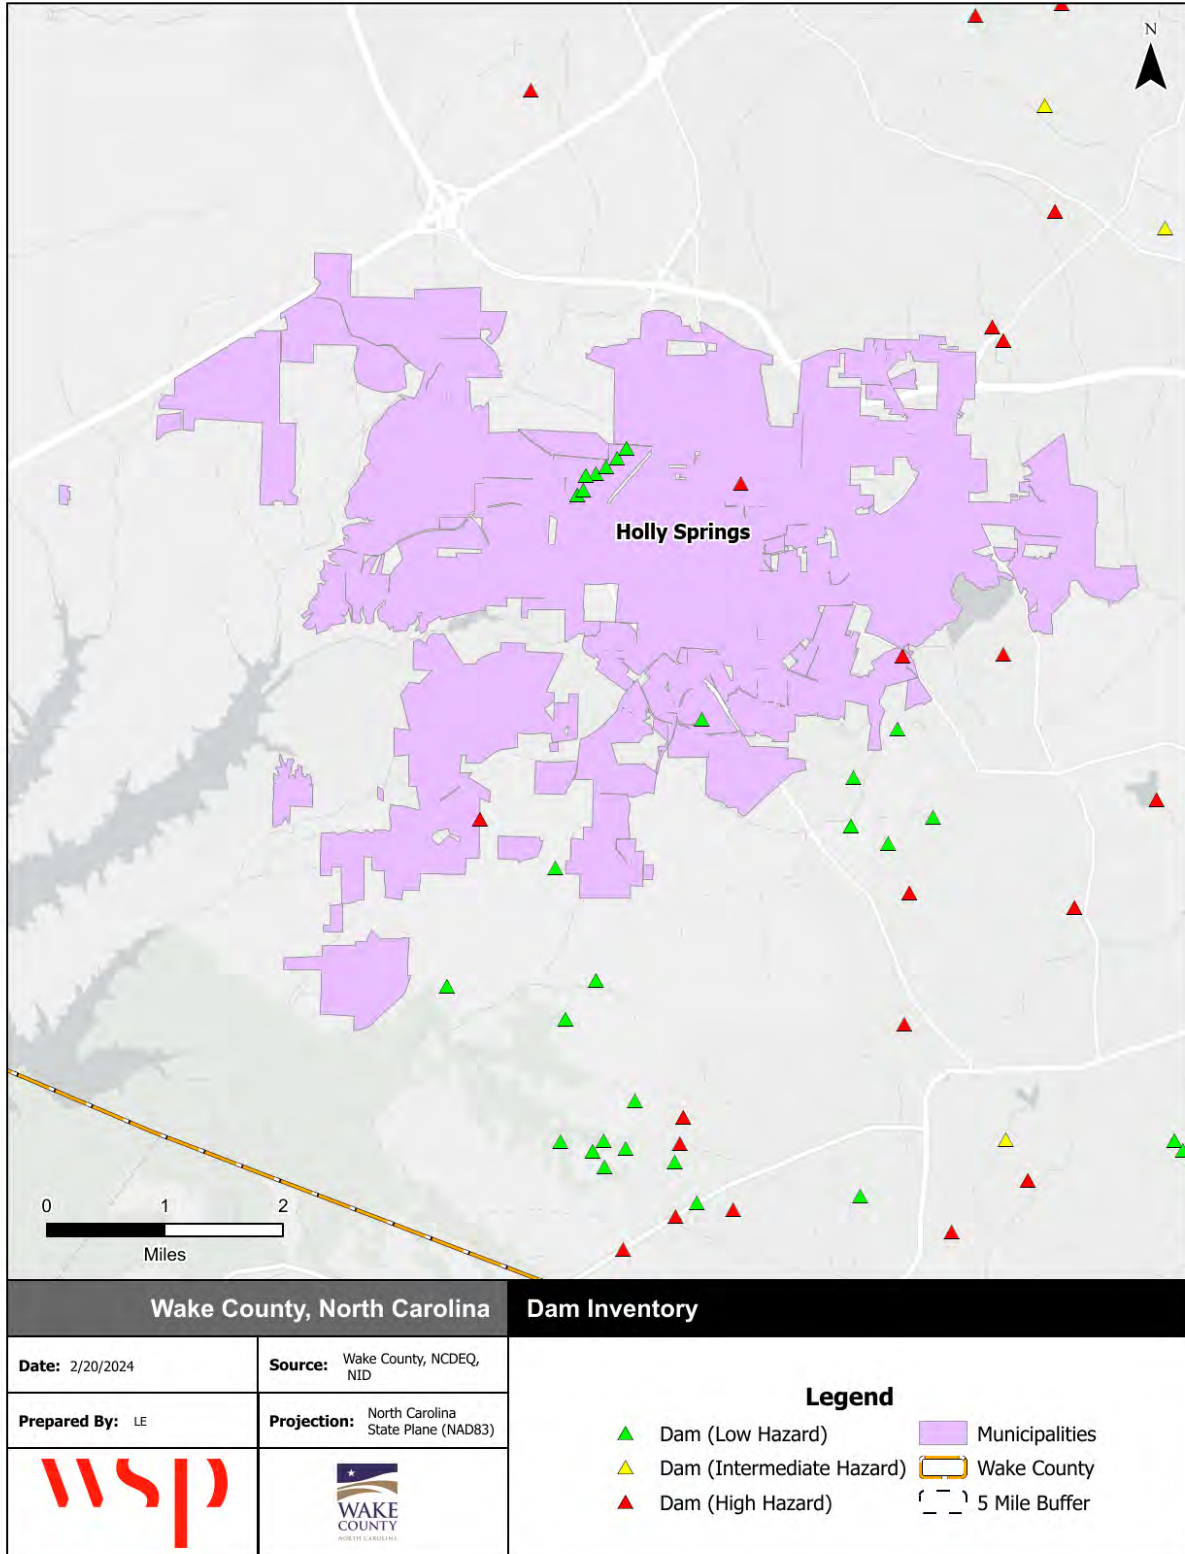 N
Holly Springs
0 1 2
Miles
Wake County, North Carolina
Dam Inventory
Date: 2/20/2024
Source: Wake County, NCDEQ,
NID
Prepared By: LE
Projection: North Carolina
State Plane (NAD83)
wsp
WAKE
COUNTY
NORTH CAROLINA
Legend
Dam (Low Hazard)
Municipalities
Dam (Intermediate Hazard)
Wake County
Dam (High Hazard)
5 Mile Buffer